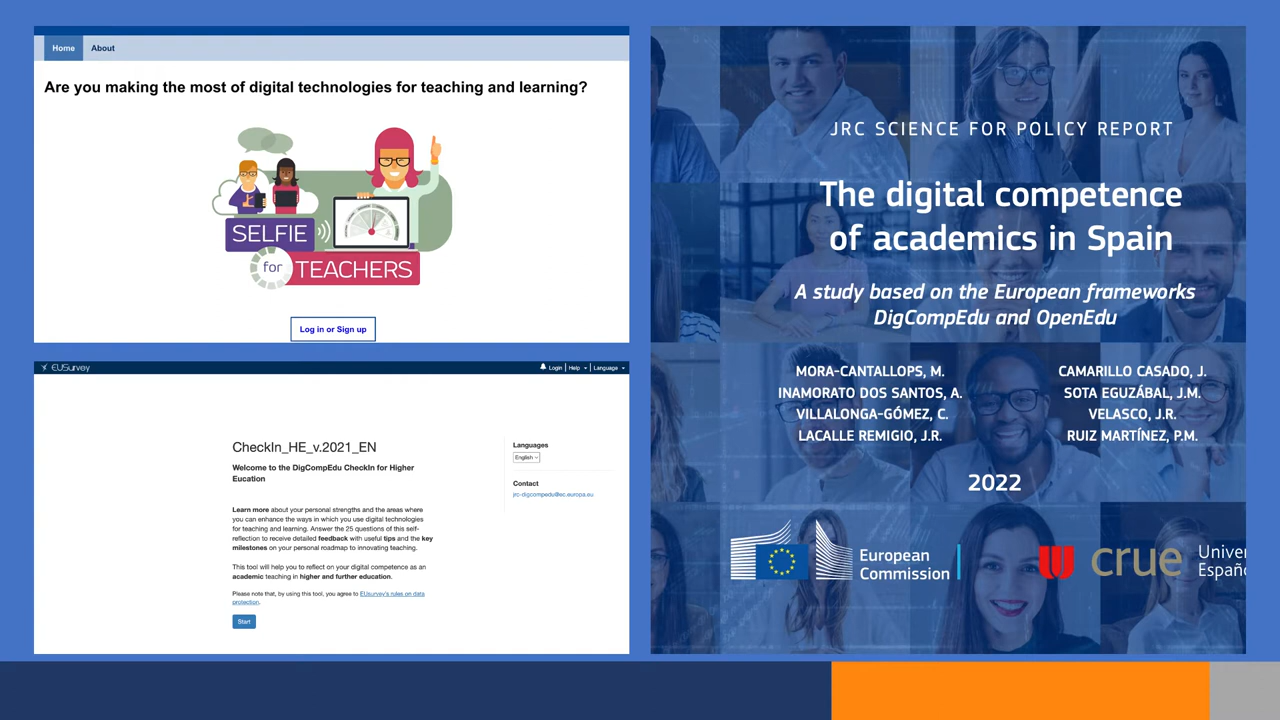 Home
About
Are you making the most of digital technologies for teaching and learning?
SELFIE
for
TEACHERS
Log in or Sign up
EUSurvey
Login
Help
Language
CheckIn_HE_v.2021_EN
Welcome to the DigCompEdu CheckIn for Higher
Eucation
Learn more about your personal strengths and the areas where
you can enhance the ways in which you use digital technologies
for teaching and learning. Answer the 25 questions of this self-
reflection to receive detailed feedback with useful tips and the key
milestones on your personal roadmap to innovating teaching.
This tool will help you to reflect on your digital competence as an
academic teaching in higher and further education.
Please note that, by using this tool, you agree to EUsurvey's rules on data
protection.
Start
Languages
English
Contact
jrc-digcompedu@ec.europa.eu
JRC SCIENCE FOR POLICY REPORT
The digital competence
of academics in Spain
A study based on the European frameworks
DigCompEdu and OpenEdu
MORA-CANTALLOPS, M.
INAMORATO DOS SANTOS, A.
VILLALONGA-GÓMEZ, C.
LACALLE REMIGIO, J.R.
CAMARILLO CASADO, J.
SOTA EGUZÁBAL, J.M.
VELASCO, J.R.
RUIZ MARTÍNEZ, P.M.
2022
European
Commission
crue
Univer
Españo